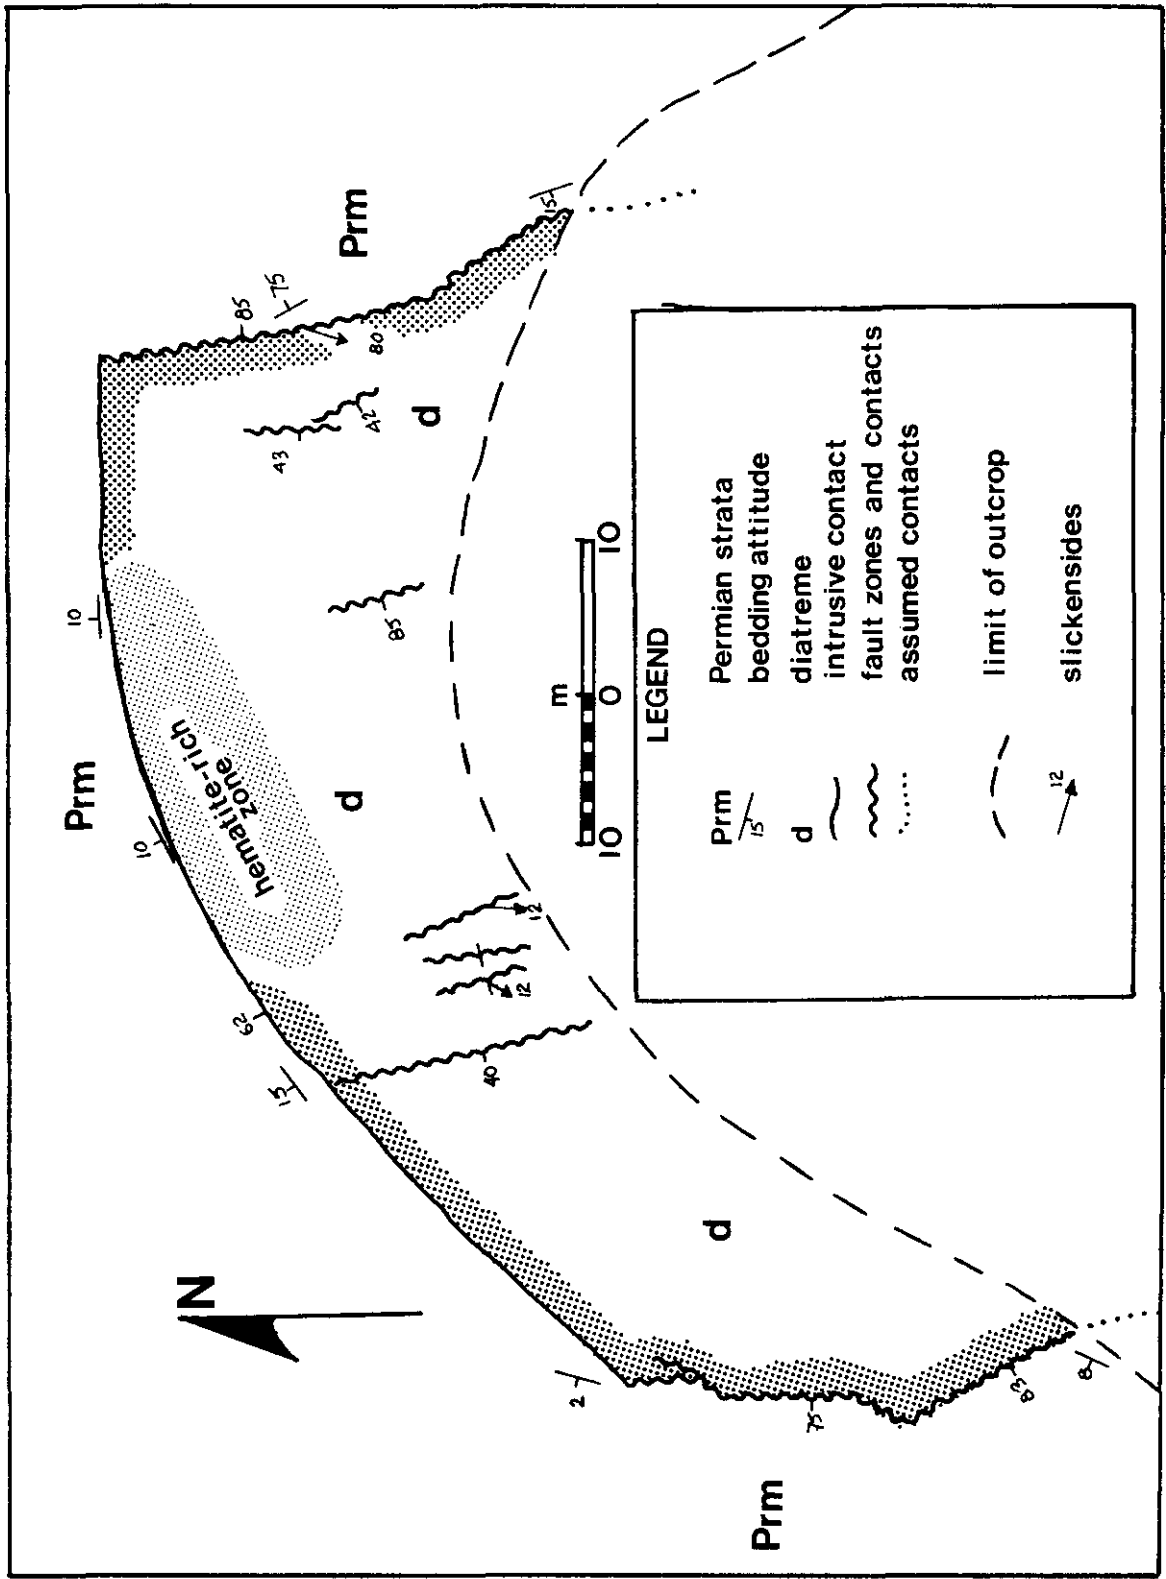 N
Prm
Prm
Prm
hematite-rich
zone
d
d
d
10
10
62
15
2
75
83
8
40
12
12
85
43
42
85
75
80
15
m
10 0 10
LEGEND
Prm Permian strata
15 bedding attitude
d diatreme
intrusive contact
fault zones and contacts
assumed contacts
limit of outcrop
12 slickensides